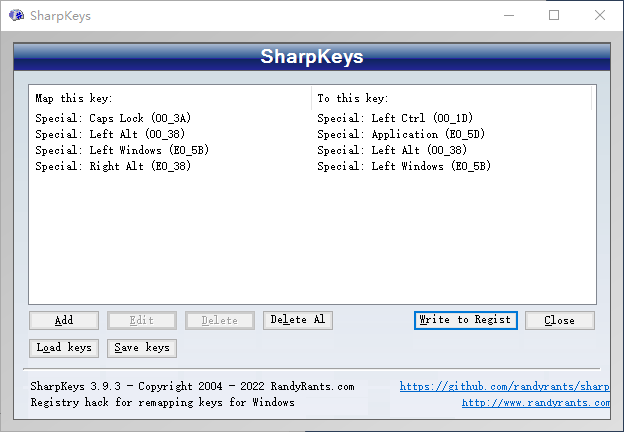 SharpKeys
SharpKeys
Map this key: To this key:
Special: Caps Lock (00_3A) Special: Left Ctrl (00_1D)
Special: Left Alt (00_38) Special: Application (E0_5D)
Special: Left Windows (E0_5B) Special: Left Alt (00_38)
Special: Right Alt (E0_38) Special: Left Windows (E0_5B)
Add Edit Delete Delete Al Write to Regist Close
Load keys Save keys
SharpKeys 3.9.3 - Copyright 2004 - 2022 RandyRants.com https://github.com/randyrants/sharp
Registry hack for remapping keys for Windows http://www.randyrants.com